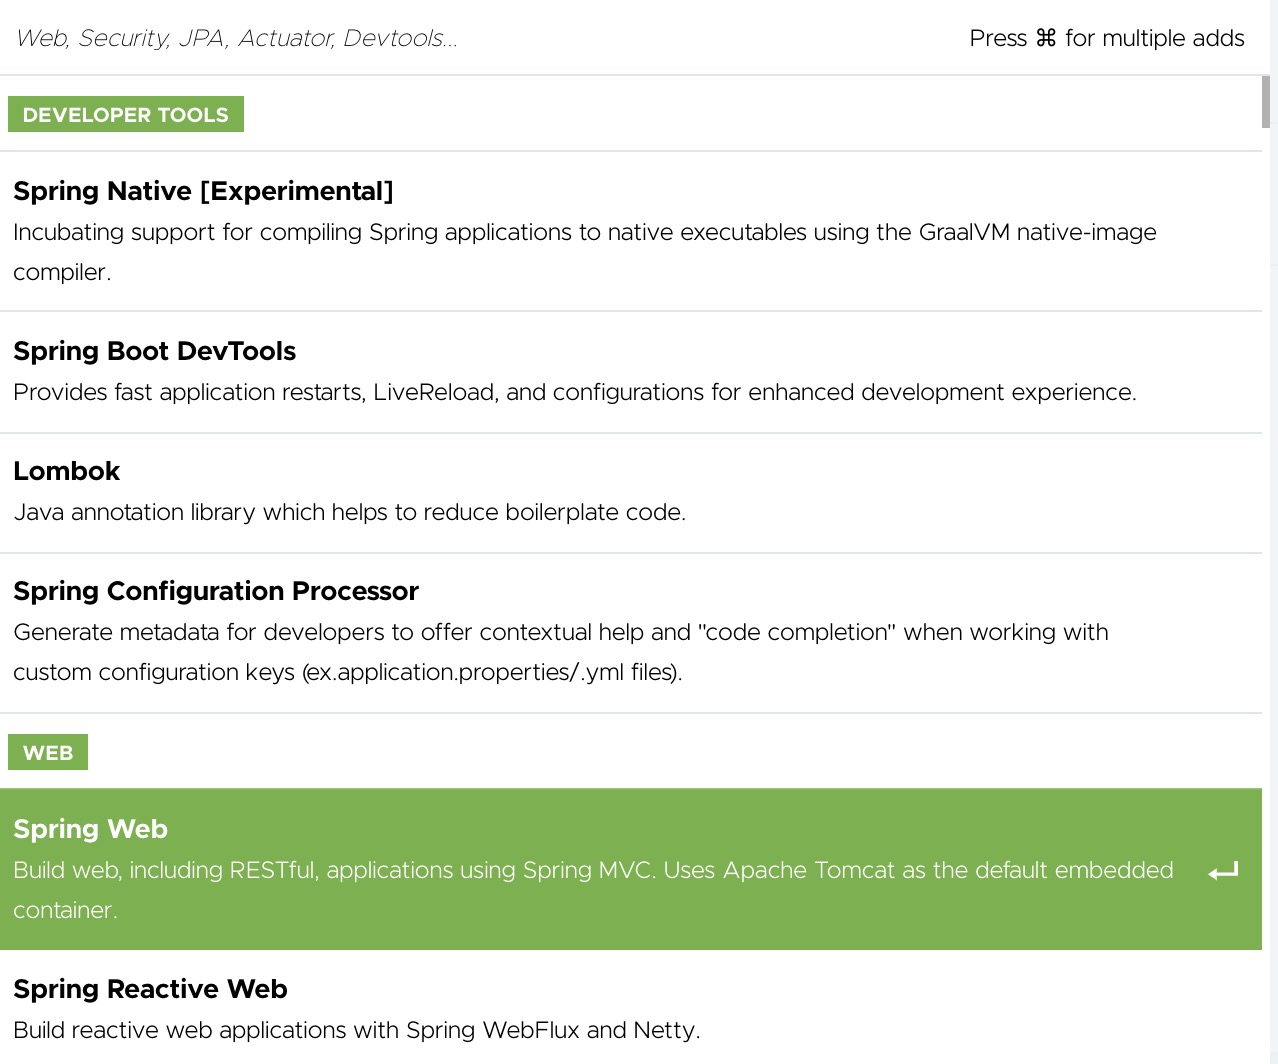 Web, Security, JPA, Actuator, Devtools...
Press ⌘ for multiple adds
DEVELOPER TOOLS
Spring Native [Experimental]
Incubating support for compiling Spring applications to native executables using the GraalVM native-image
compiler.
Spring Boot DevTools
Provides fast application restarts, LiveReload, and configurations for enhanced development experience.
Lombok
Java annotation library which helps to reduce boilerplate code.
Spring Configuration Processor
Generate metadata for developers to offer contextual help and "code completion" when working with
custom configuration keys (ex.application.properties/.yml files).
WEB
Spring Web
Build web, including RESTful, applications using Spring MVC. Uses Apache Tomcat as the default embedded
container.
Spring Reactive Web
Build reactive web applications with Spring WebFlux and Netty.